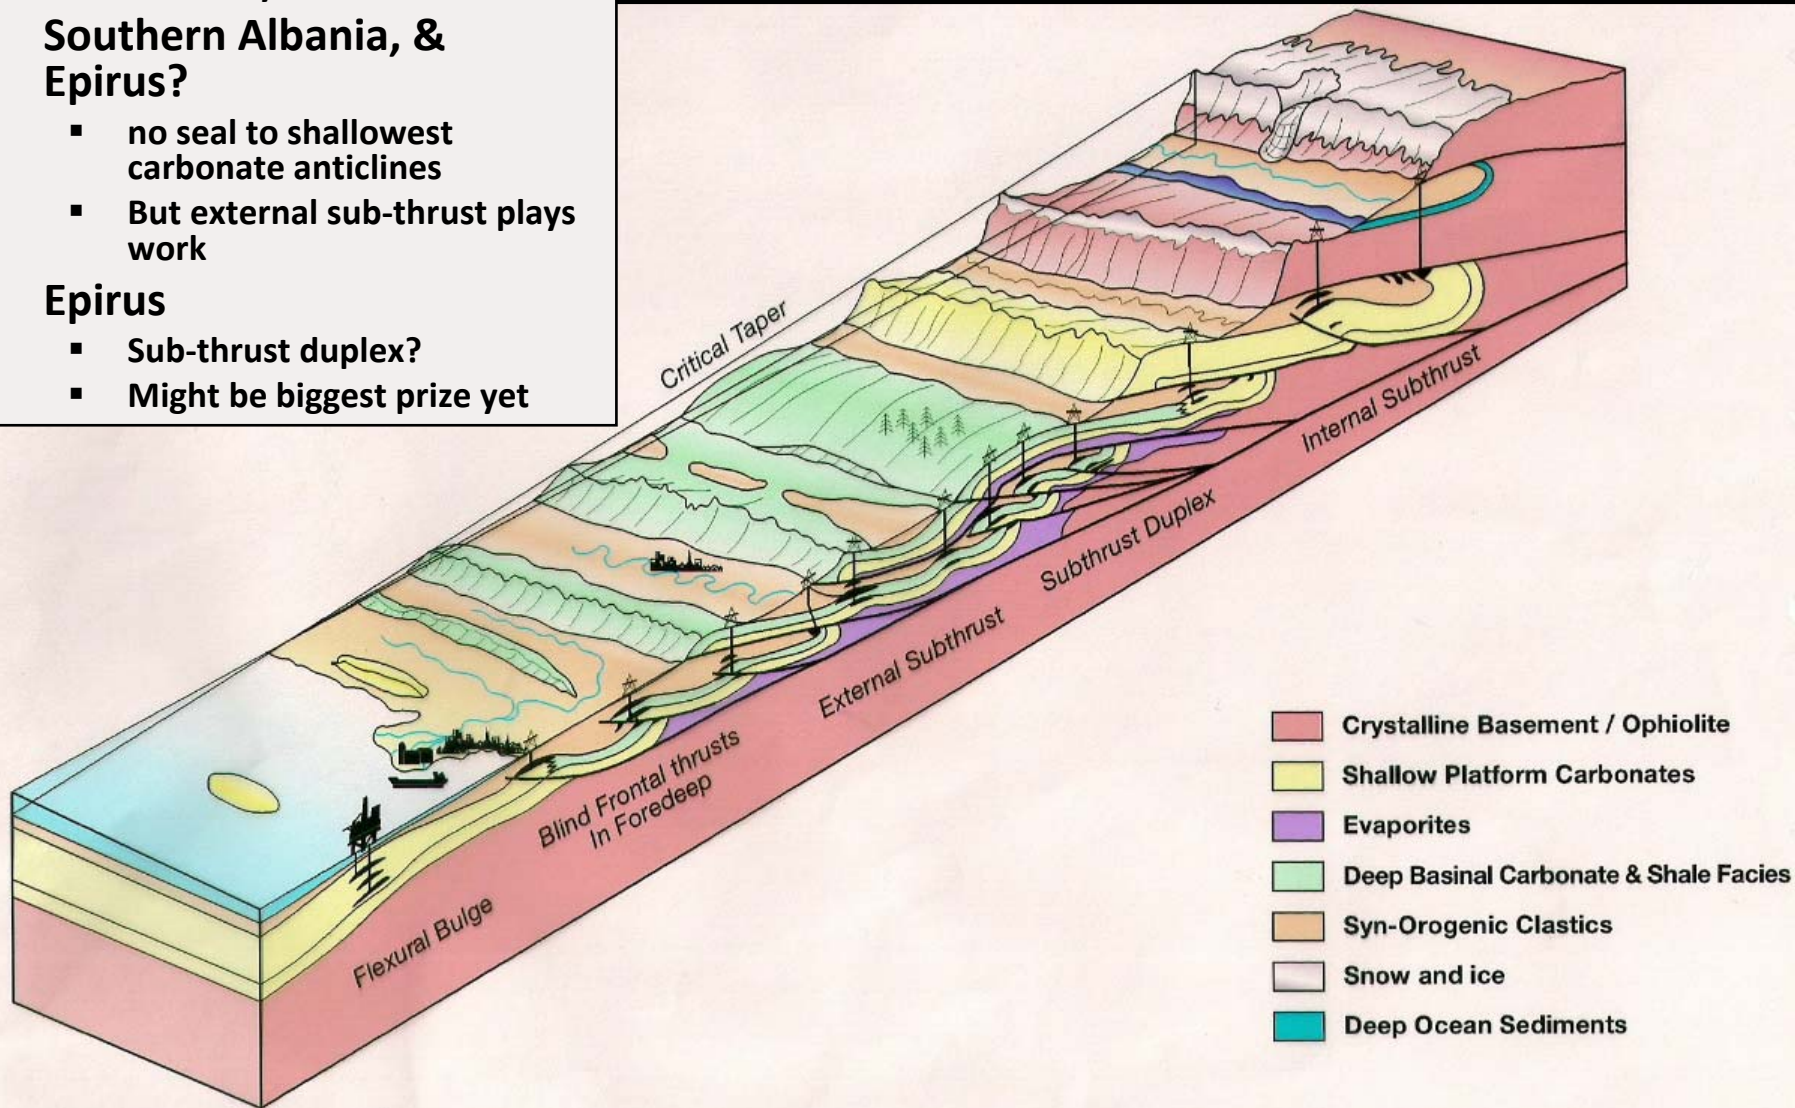 Southern Albania, &
Epirus?
▪ no seal to shallowest
carbonate anticlines
▪ But external sub-thrust plays
work
Epirus
▪ Sub-thrust duplex?
▪ Might be biggest prize yet
Critical Taper
Internal Subthrust
Subthrust Duplex
External Subthrust
Blind Frontal thrusts
In Foredeep
Flexural Bulge
Crystalline Basement / Ophiolite
Shallow Platform Carbonates
Evaporites
Deep Basinal Carbonate & Shale Facies
Syn-Orogenic Clastics
Snow and ice
Deep Ocean Sediments